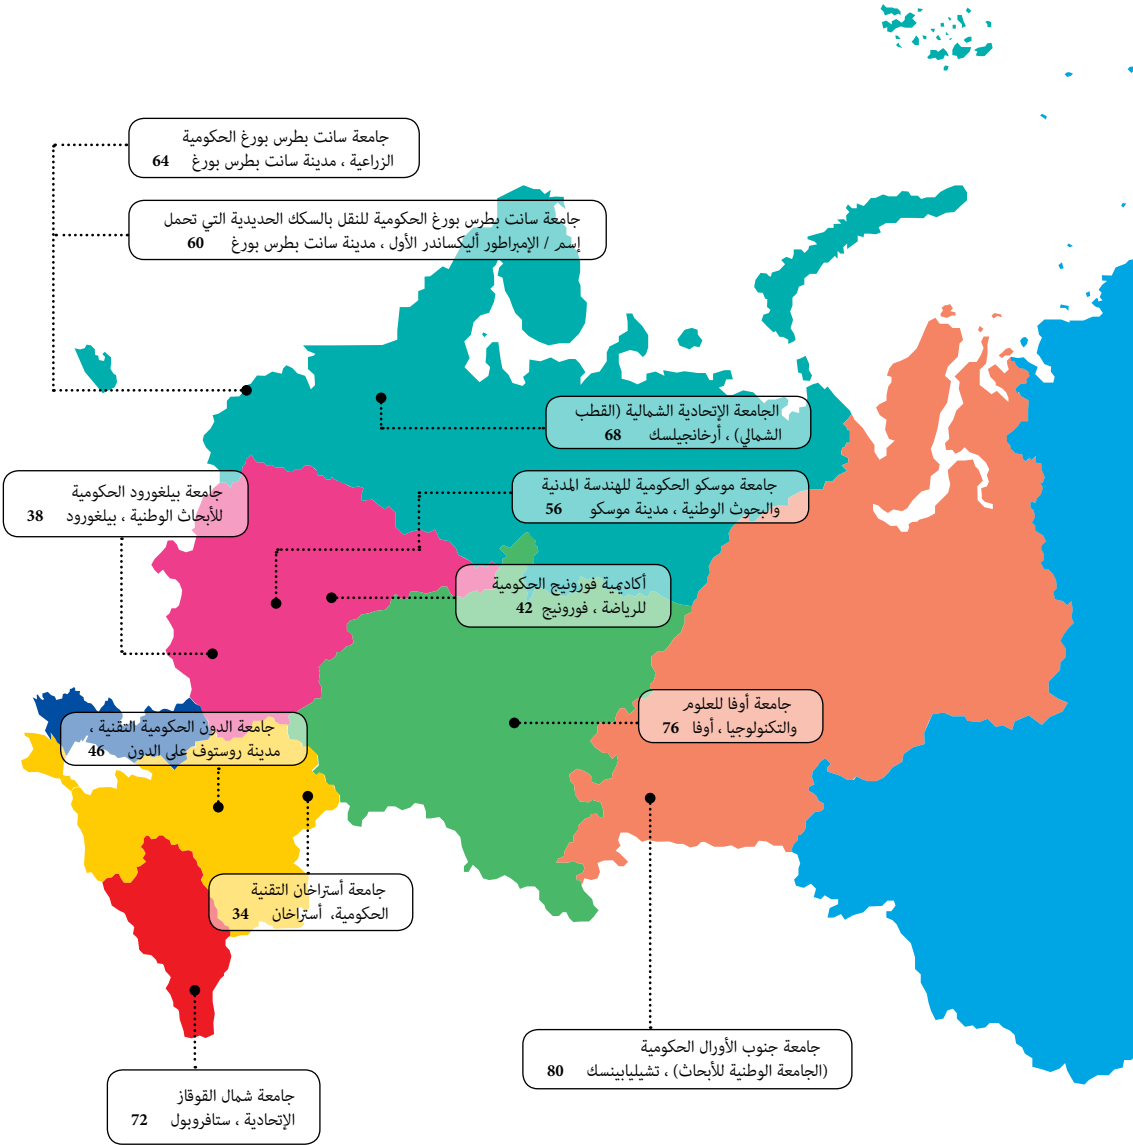 جامعة سانت بطرس بورغ الحكومية
الزراعية ، مدينة سانت بطرس بورغ 64
جامعة سانت بطرس بورغ الحكومية للنقل بالسكك الحديدية التي تحمل
إسم / الإمبراطور أليكساندر الأول ، مدينة سانت بطرس بورغ 60
الجامعة الإتحادية الشمالية (القطب
الشمالي) ، أرخانجيلسك 68
جامعة موسكو الحكومية للهندسة المدنية
والبحوث الوطنية ، مدينة موسكو 56
جامعة بيلغورود الحكومية
للأبحاث الوطنية ، بيلغورود 38
أكاديمية فورونيج الحكومية
للرياضة ، فورونيج 42
جامعة أوفا للعلوم
والتكنولوجيا ، أوفا 76
جامعة الدون الحكومية التقنية ،
مدينة روستوف على الدون 46
جامعة أستراخان التقنية
الحكومية، أستراخان 34
جامعة جنوب الأورال الحكومية
(الجامعة الوطنية للأبحاث) ، تشيليابينسك 80
جامعة شمال القوقاز
الإتحادية ، ستافروبول 72